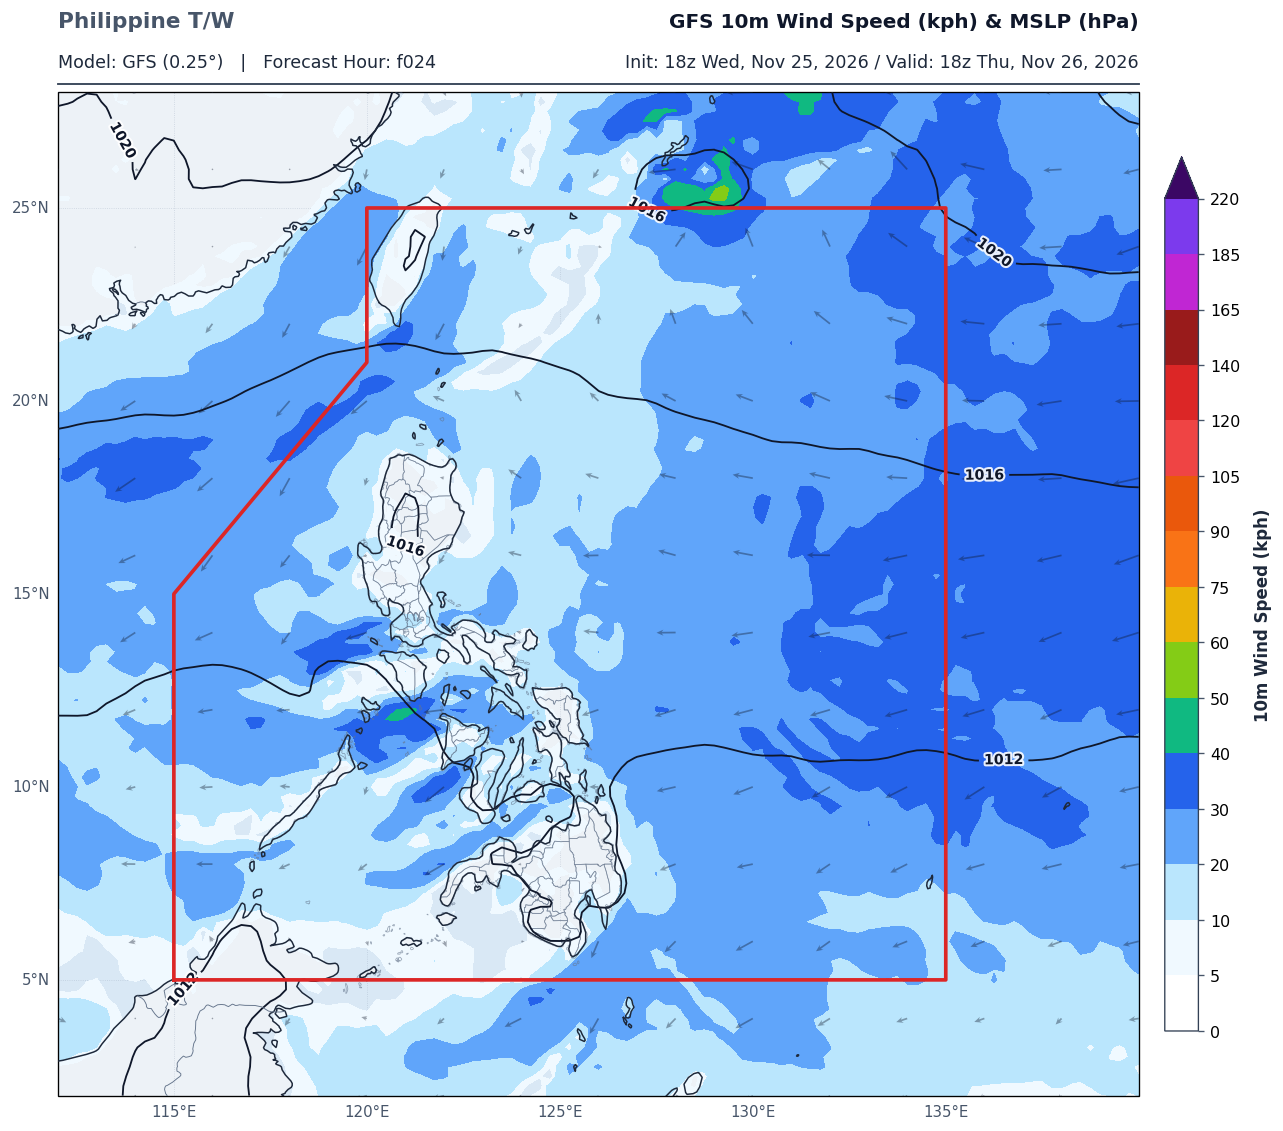 Philippine T/W
GFS 10m Wind Speed (kph) & MSLP (hPa)
Model: GFS (0.25°)   |   Forecast Hour: f024
Init: 18z Wed, Nov 25, 2026 / Valid: 18z Thu, Nov 26, 2026
1020
1016
1020
1016
1016
1012
1012
25°N
20°N
15°N
10°N
5°N
115°E
120°E
125°E
130°E
135°E
220
185
165
140
120
105
90
75
60
50
40
30
20
10
5
0
10m Wind Speed (kph)